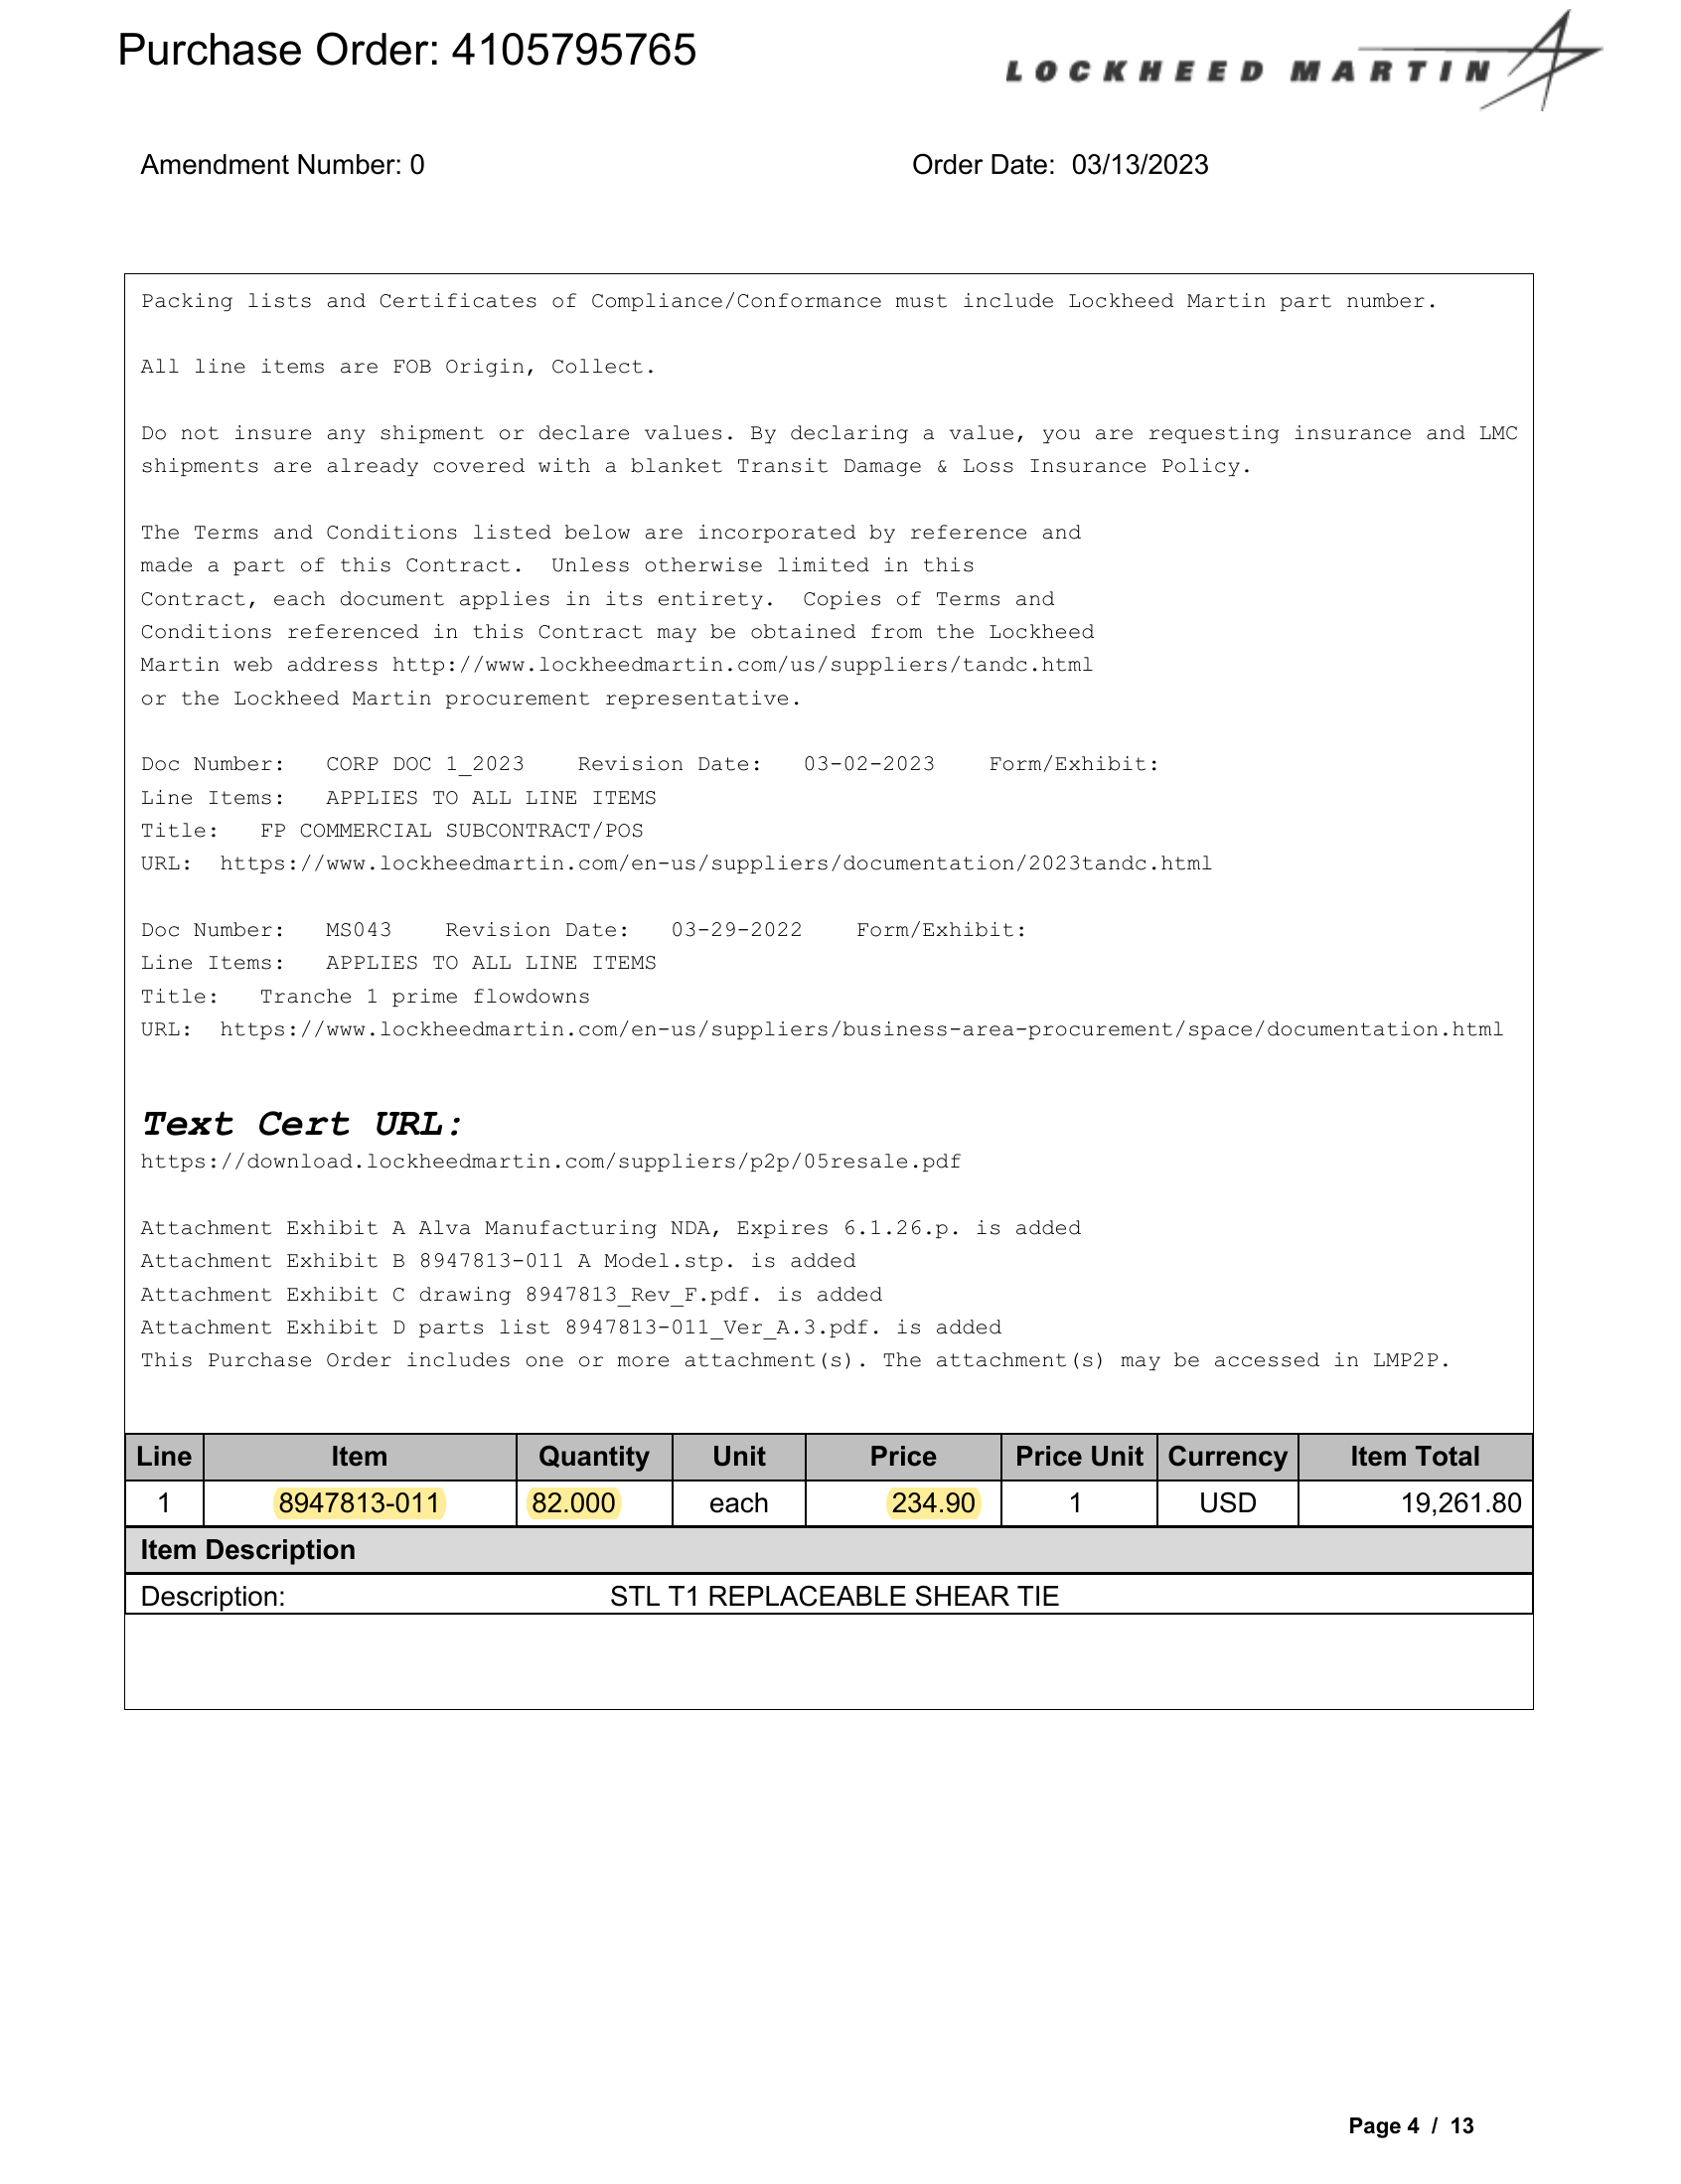 Purchase Order: 4105795765
LOCKHEED MARTIN
Amendment Number: 0 Order Date: 03/13/2023
Packing lists and Certificates of Compliance/Conformance must include Lockheed Martin part number.
All line items are FOB Origin, Collect.
Do not insure any shipment or declare values. By declaring a value, you are requesting insurance and LMC
shipments are already covered with a blanket Transit Damage & Loss Insurance Policy.
The Terms and Conditions listed below are incorporated by reference and
made a part of this Contract.  Unless otherwise limited in this
Contract, each document applies in its entirety.  Copies of Terms and
Conditions referenced in this Contract may be obtained from the Lockheed
Martin web address http://www.lockheedmartin.com/us/suppliers/tandc.html
or the Lockheed Martin procurement representative.
Doc Number: CORP DOC 1_2023 Revision Date: 03-02-2023 Form/Exhibit:
Line Items: APPLIES TO ALL LINE ITEMS
Title: FP COMMERCIAL SUBCONTRACT/POS
URL: https://www.lockheedmartin.com/en-us/suppliers/documentation/2023tandc.html
Doc Number: MS043 Revision Date: 03-29-2022 Form/Exhibit:
Line Items: APPLIES TO ALL LINE ITEMS
Title: Tranche 1 prime flowdowns
URL: https://www.lockheedmartin.com/en-us/suppliers/business-area-procurement/space/documentation.html
Text Cert URL:
https://download.lockheedmartin.com/suppliers/p2p/05resale.pdf
Attachment Exhibit A Alva Manufacturing NDA, Expires 6.1.26.p. is added
Attachment Exhibit B 8947813-011 A Model.stp. is added
Attachment Exhibit C drawing 8947813_Rev_F.pdf. is added
Attachment Exhibit D parts list 8947813-011_Ver_A.3.pdf. is added
This Purchase Order includes one or more attachment(s). The attachment(s) may be accessed in LMP2P.
Line Item Quantity Unit Price Price Unit Currency Item Total
1 8947813-011 82.000 each 234.90 1 USD 19,261.80
Item Description
Description: STL T1 REPLACEABLE SHEAR TIE
Page 4 / 13